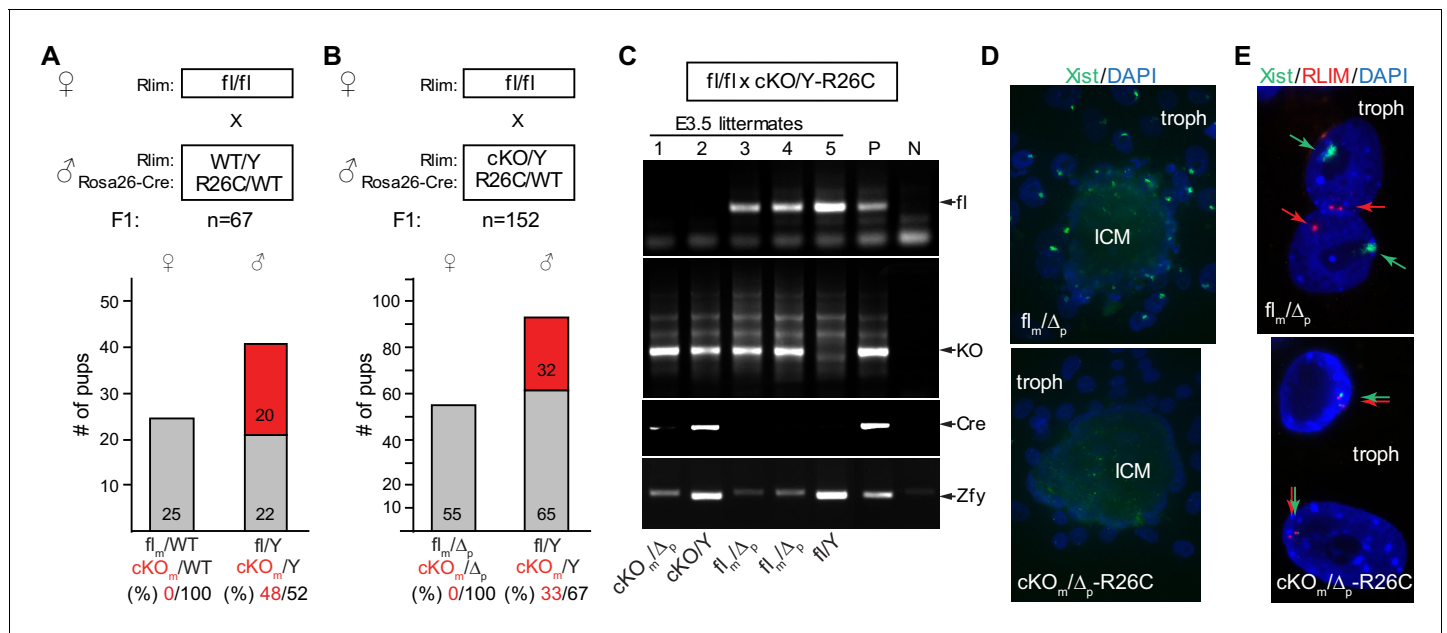 A
♀
Rlim:
fl/fl
X
♂
Rlim:
WT/Y
Rosa26-Cre:
R26C/WT
F1:
n=67
♀ ♂
# of pups
50
40
30
20
10
25
20
22
fl_m/WT fl/Y
cKO_m/WT cKO_m/Y
(%) 0/100 (%) 48/52
B
♀
Rlim:
fl/fl
X
♂
Rlim:
cKO/Y
Rosa26-Cre:
R26C/WT
F1:
n=152
♀ ♂
# of pups
100
80
60
40
20
10
55
32
65
fl_m/Δ_p fl/Y
cKO_m/Δ_p cKO_m/Y
(%) 0/100 (%) 33/67
C
fl/fl x cKO/Y-R26C
E3.5 littermates
1 2 3 4 5 P N
fl
KO
Cre
Zfy
cKO_m/Δ_p
cKO/Y
fl_m/Δ_p
fl_m/Δ_p
fl/Y
D
Xist/DAPI
troph
ICM
fl_m/Δ_p
troph
ICM
cKO_m/Δ_p-R26C
E
Xist/RLIM/DAPI
troph
fl_m/Δ_p
troph
cKO_m/Δ_p-R26C